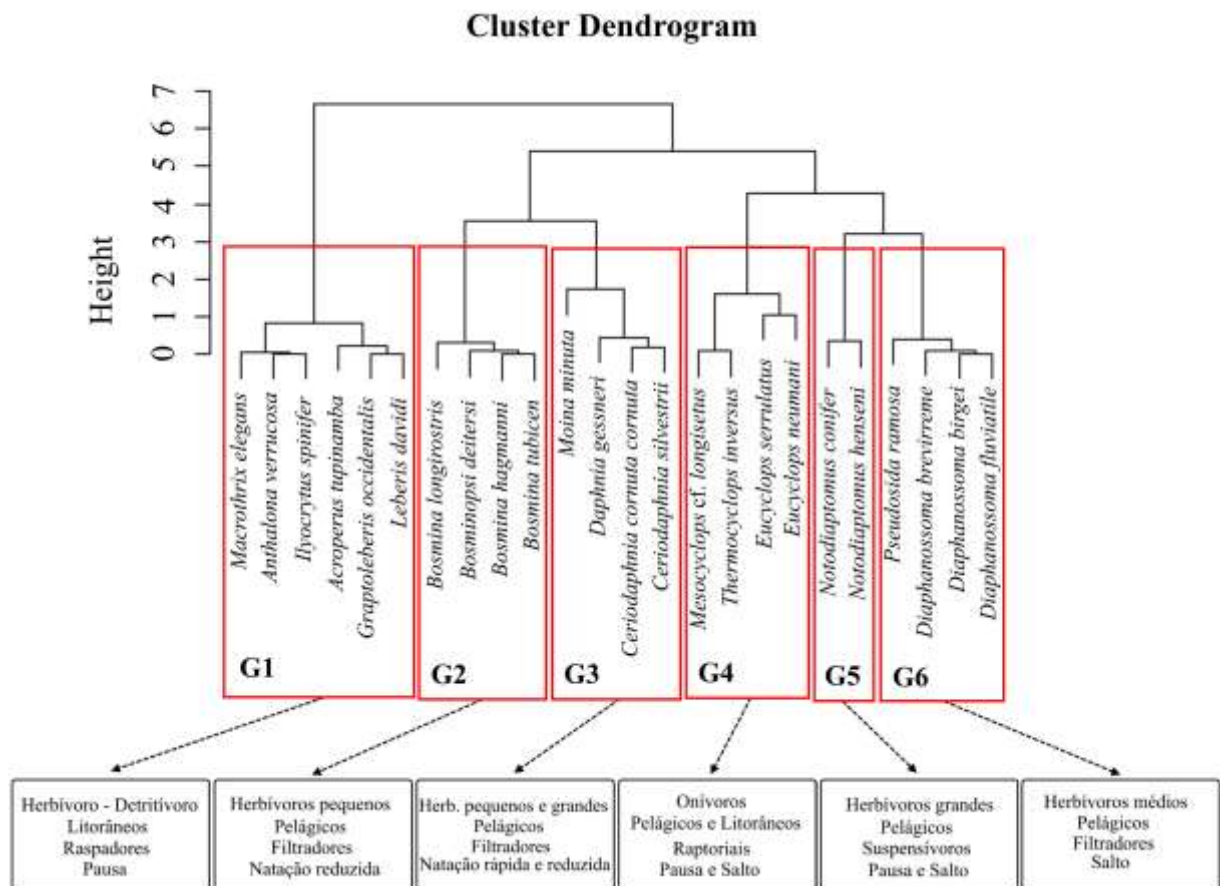 Cluster Dendrogram
Height
7
6
5
4
3
2
1
0
Macrothrix elegans
Anthalona verrucosa
Ilyocrytus spinifer
Acroperus tupinamba
Graptoleberis occidentalis
Leberis davidi
Bosmina longirostris
Bosminopsi deitersi
Bosmina hagmanni
Bosmina tubicen
Moina minuta
Daphnia gessneri
Ceriodaphnia cornuta cornuta
Ceriodaphnia silvestrii
Mesocyclops cf. longisetus
Thermocyclops inversus
Eucyclops serrulatus
Eucyclops neumani
Notodiaptomus conifer
Notodiaptomus henseni
Pseudosida ramosa
Diaphanossoma brevirreme
Diaphanossoma birgei
Diaphanossoma fluviatile
G1
G2
G3
G4
G5
G6
Herbívoro - Detritívoro
Litorâneos
Raspadores
Pausa
Herbívoros pequenos
Pelágicos
Filtradores
Natação reduzida
Herb. pequenos e grandes
Pelágicos
Filtradores
Natação rápida e reduzida
Onívoros
Pelágicos e Litorâneos
Raptoriais
Pausa e Salto
Herbívoros grandes
Pelágicos
Suspensívoros
Pausa e Salto
Herbívoros médios
Pelágicos
Filtradores
Salto